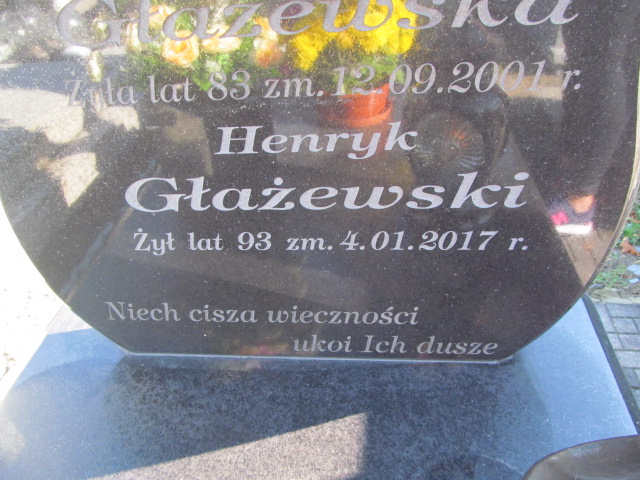 Głażewska
Żyła lat 83 zm. 12.09.2001 r.
Henryk
Głażewski
Żył lat 93 zm. 4.01.2017 r.
Niech cisza wieczności
ukoi Ich dusze